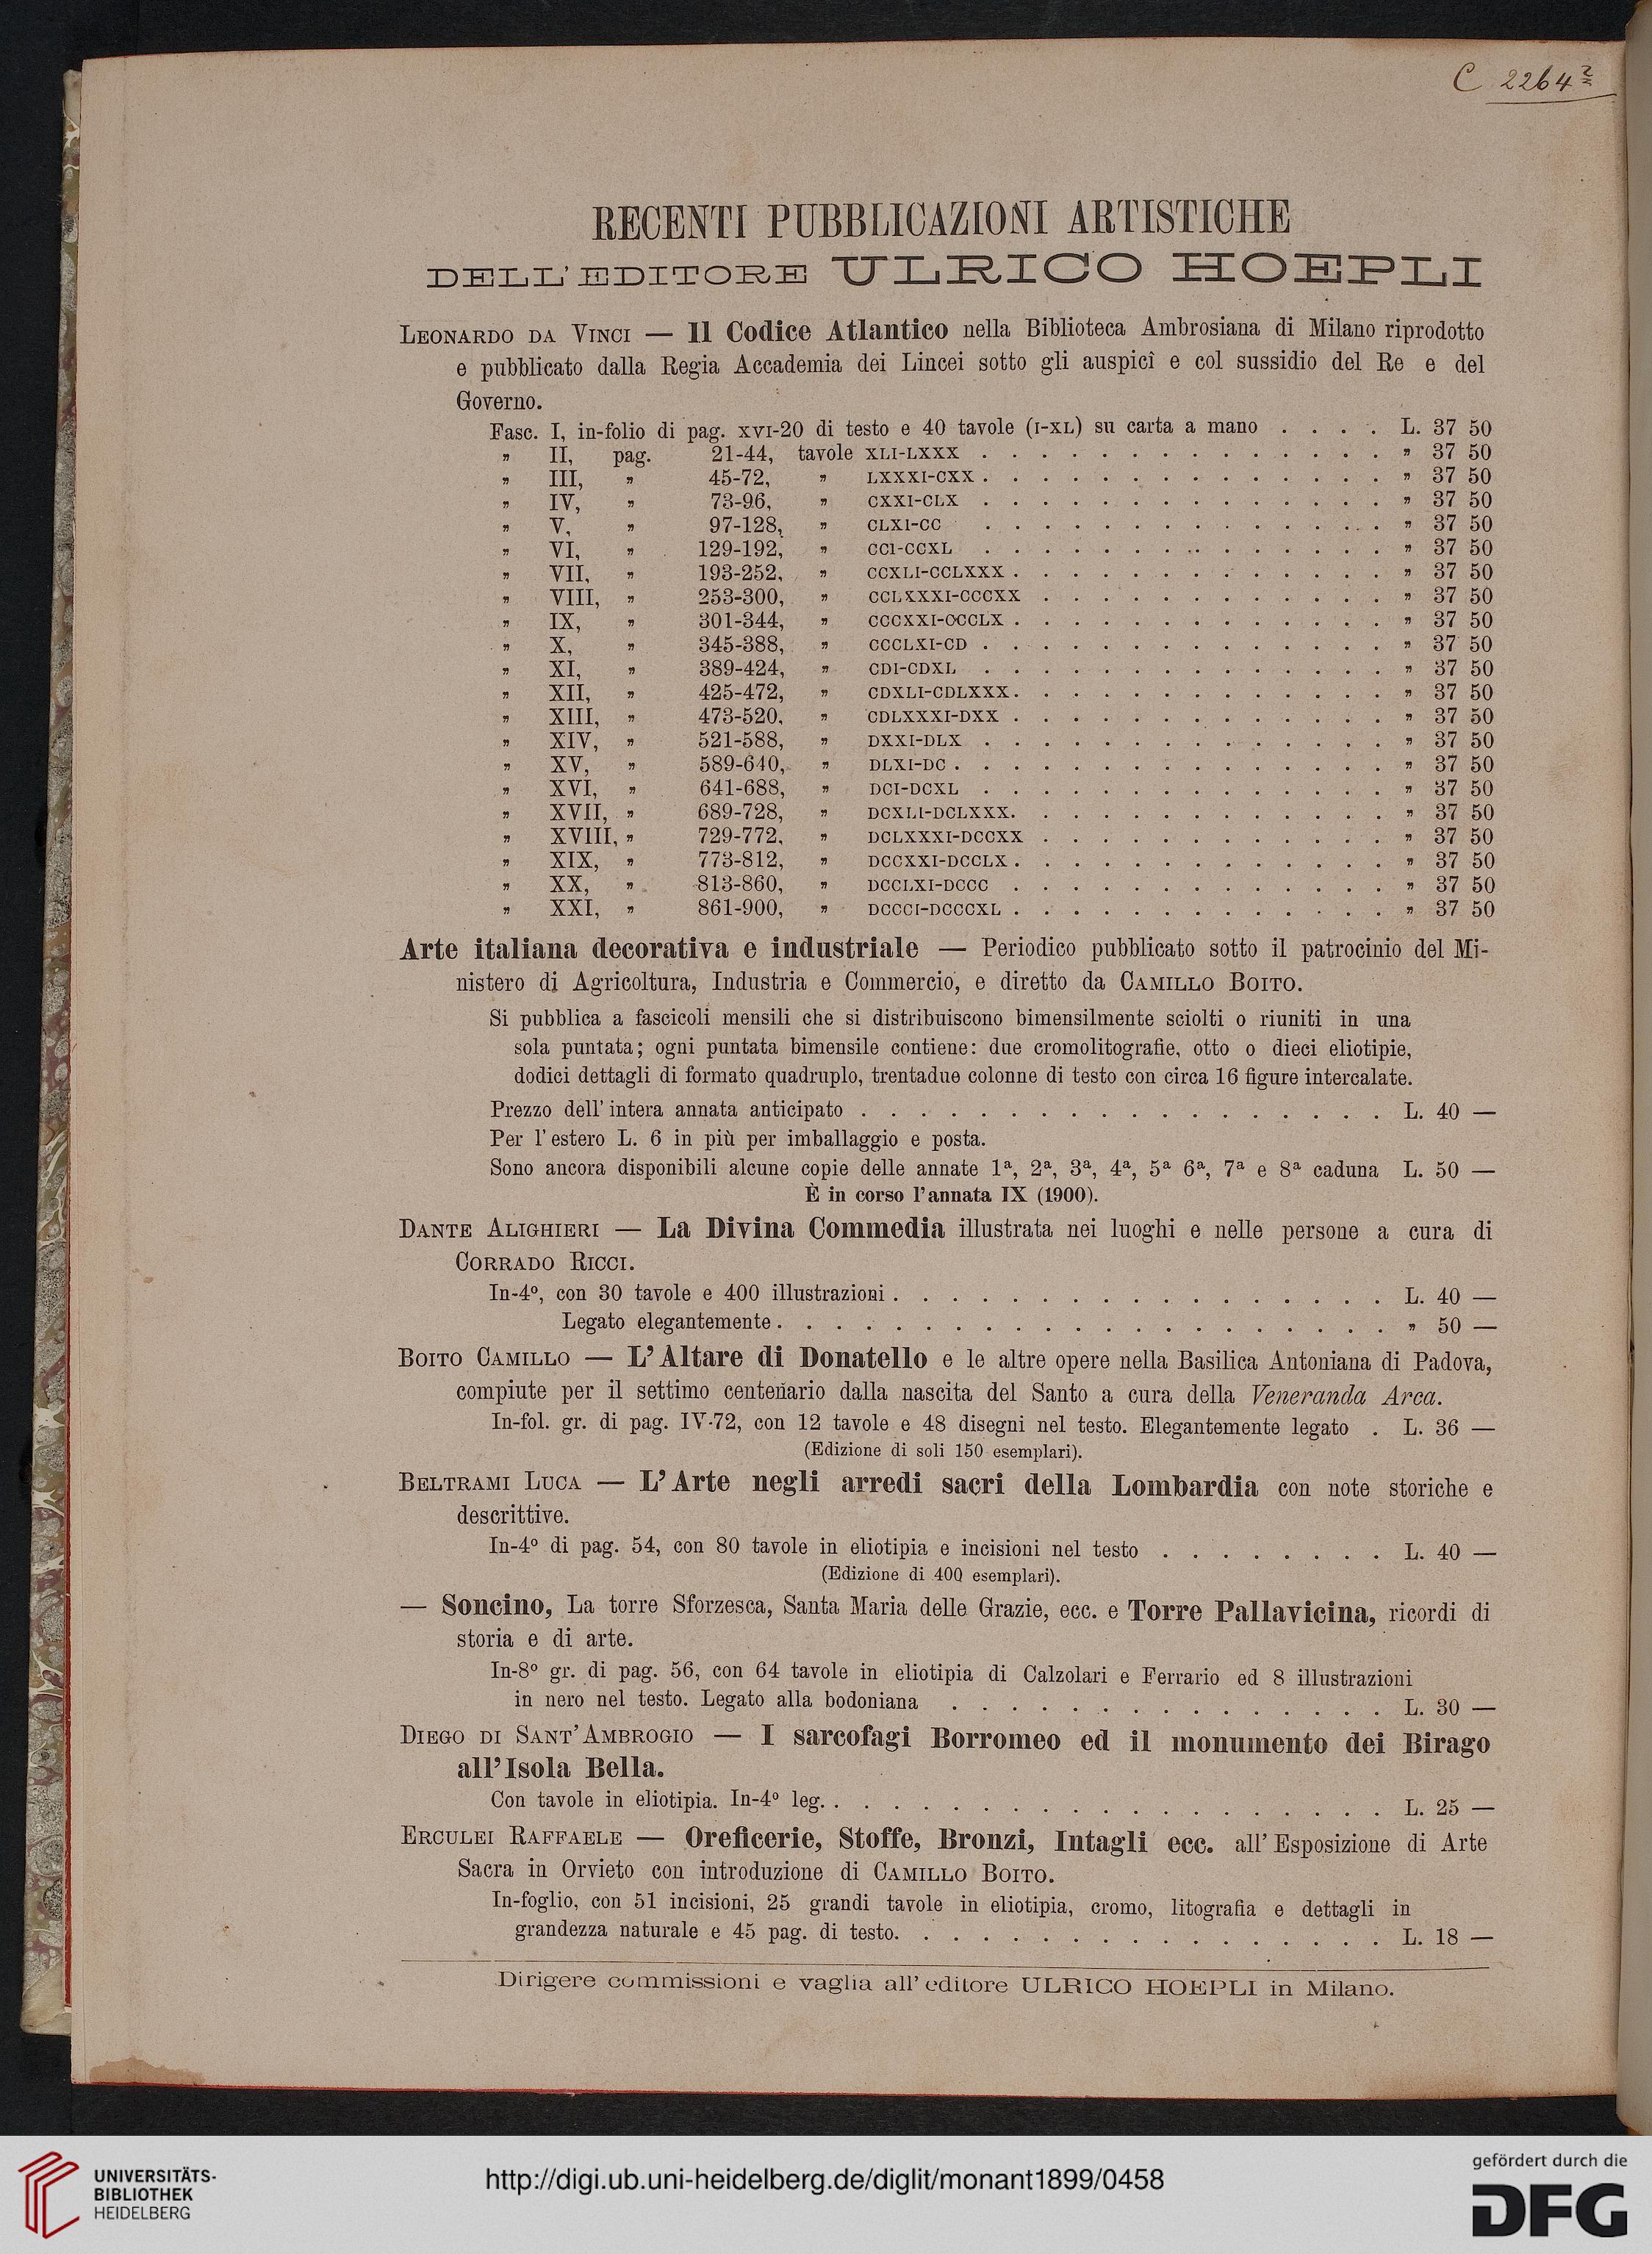 C 2264²
RECENTI PUBBLICAZIONI ARTISTICHE
DELL'EDITORE ULRICO HOEPLI
LEONARDO DA VINCI — Il Codice Atlantico nella Biblioteca Ambrosiana di Milano riprodotto
e pubblicato dalla Regia Accademia dei Lincei sotto gli auspicî e col sussidio del Re e del
Governo.
Fasc. I, in-folio di pag. XVI-20 di testo e 40 tavole (I-XL) su carta a mano . . . . L. 37 50
" II, pag. 21-44, tavole XLI-LXXX . . . . . . . . . . . . . . " 37 50
" III, " 45-72, " LXXXI-CXX . . . . . . . . . . . . . . " 37 50
" IV, " 73-96, " CXXI-CLX . . . . . . . . . . . . . . " 37 50
" V, " 97-128, " CLXI-CC . . . . . . . . . . . . . . " 37 50
" VI, " 129-192, " CCI-CCXL . . . . . . . . . . . . . . " 37 50
" VII, " 193-252, " CCXLI-CCLXXX . . . . . . . . . . . . . " 37 50
" VIII, " 253-300, " CCLXXXI-CCCXX . . . . . . . . . . . . " 37 50
" IX, " 301-344, " CCCXXI-CCCLX . . . . . . . . . . . . . " 37 50
" X, " 345-388, " CCCLXI-CD . . . . . . . . . . . . . . " 37 50
" XI, " 389-424, " CDI-CDXL . . . . . . . . . . . . . . " 37 50
" XII, " 425-472, " CDXLI-CDLXXX . . . . . . . . . . . . . " 37 50
" XIII, " 473-520, " CDLXXXI-DXX . . . . . . . . . . . . . " 37 50
" XIV, " 521-588, " DXXI-DLX . . . . . . . . . . . . . . " 37 50
" XV, " 589-640, " DLXI-DC . . . . . . . . . . . . . . . " 37 50
" XVI, " 641-688, " DCI-DCXL . . . . . . . . . . . . . . " 37 50
" XVII, " 689-728, " DCXLI-DCLXXX . . . . . . . . . . . . . " 37 50
" XVIII, " 729-772, " DCLXXXI-DCCXX . . . . . . . . . . . . " 37 50
" XIX, " 773-812, " DCCXXI-DCCLX . . . . . . . . . . . . . " 37 50
" XX, " 813-860, " DCCLXI-DCCC . . . . . . . . . . . . . " 37 50
" XXI, " 861-900, " DCCCI-DCCCXL . . . . . . . . . . . . . " 37 50
Arte italiana decorativa e industriale — Periodico pubblicato sotto il patrocinio del Mi-
nistero di Agricoltura, Industria e Commercio, e diretto da CAMILLO BOITO.
Si pubblica a fascicoli mensili che si distribuiscono bimensilmente sciolti o riuniti in una
sola puntata; ogni puntata bimensile contiene: due cromolitografie, otto o dieci eliotipie,
dodici dettagli di formato quadruplo, trentadue colonne di testo con circa 16 figure intercalate.
Prezzo dell'intera annata anticipato . . . . . . . . . . . . . . . . . . L. 40 —
Per l'estero L. 6 in più per imballaggio e posta.
Sono ancora disponibili alcune copie delle annate 1ª, 2ª, 3ª, 4ª, 5ª 6ª, 7ª e 8ª caduna L. 50 —
È in corso l'annata IX (1900).
DANTE ALIGHIERI — La Divina Commedia illustrata nei luoghi e nelle persone a cura di
CORRADO RICCI.
In-4º, con 30 tavole e 400 illustrazioni . . . . . . . . . . . . . . . . . L. 40 —
Legato elegantemente . . . . . . . . . . . . . . . . . . . . . " 50 —
BOITO CAMILLO — L'Altare di Donatello e le altre opere nella Basilica Antoniana di Padova,
compiute per il settimo centenario dalla nascita del Santo a cura della Veneranda Arca.
In-fol. gr. di pag. IV-72, con 12 tavole e 48 disegni nel testo. Elegantemente legato . L. 36 —
(Edizione di soli 150 esemplari).
BELTRAMI LUCA — L'Arte negli arredi sacri della Lombardia con note storiche e
descrittive.
In-4º di pag. 54, con 80 tavole in eliotipia e incisioni nel testo . . . . . . . . L. 40 —
(Edizione di 400 esemplari).
— Soncino, La torre Sforzesca, Santa Maria delle Grazie, ecc. e Torre Pallavicina, ricordi di
storia e di arte.
In-8º gr. di pag. 56, con 64 tavole in eliotipia di Calzolari e Ferrario ed 8 illustrazioni
in nero nel testo. Legato alla bodoniana . . . . . . . . . . . . . . . L. 30 —
DIEGO DI SANT'AMBROGIO — I sarcofagi Borromeo ed il monumento dei Birago
all'Isola Bella.
Con tavole in eliotipia. In-4º leg. . . . . . . . . . . . . . . . . . . . L. 25 —
ERCULEI RAFFAELE — Oreficerie, Stoffe, Bronzi, Intagli ecc. all'Esposizione di Arte
Sacra in Orvieto con introduzione di CAMILLO BOITO.
In-foglio, con 51 incisioni, 25 grandi tavole in eliotipia, cromo, litografia e dettagli in
grandezza naturale e 45 pag. di testo. . . . . . . . . . . . . . . . . L. 18 —
Dirigere commissioni e vaglia all'editore ULRICO HOEPLI in Milano.
UNIVERSITÄTS-
BIBLIOTHEK
HEIDELBERG
http://digi.ub.uni-heidelberg.de/diglit/monant1899/0458
gefördert durch die
DFG